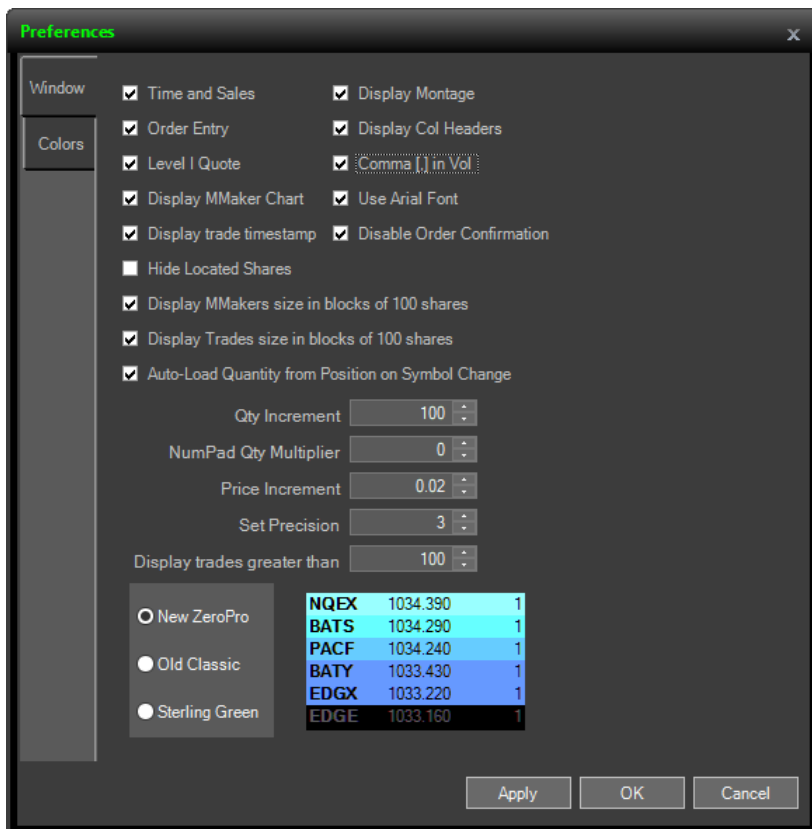 Preferences x
Window
Colors
Time and Sales Display Montage
Order Entry Display Col Headers
Level I Quote Comma [,] in Vol
Display MMaker Chart Use Arial Font
Display trade timestamp Disable Order Confirmation
Hide Located Shares
Display MMakers size in blocks of 100 shares
Display Trades size in blocks of 100 shares
Auto-Load Quantity from Position on Symbol Change
Qty Increment 100
NumPad Qty Multiplier 0
Price Increment 0.02
Set Precision 3
Display trades greater than 100
New ZeroPro
Old Classic
Sterling Green
NQEX 1034.390 1
BATS 1034.290 1
PACF 1034.240 1
BATY 1033.430 1
EDGX 1033.220 1
EDGE 1033.160 1
Apply OK Cancel